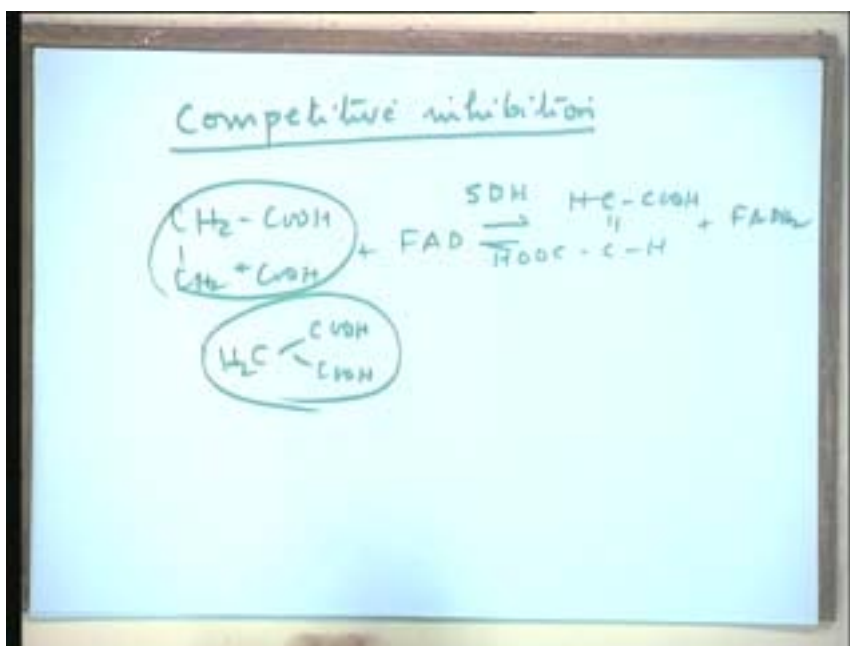 Competitive inhibition
CH2 - COOH + FAD SDH ⇌ H-C - COOH + FADH2
CH2 - COOH HOOC - C - H
H2C COOH
COOH